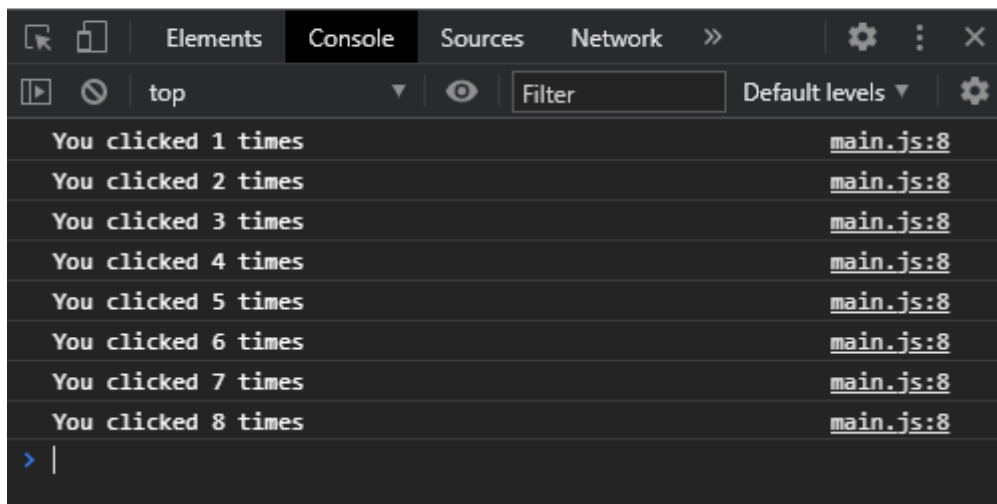 Elements Console Sources Network »
top Filter Default levels
You clicked 1 times main.js:8
You clicked 2 times main.js:8
You clicked 3 times main.js:8
You clicked 4 times main.js:8
You clicked 5 times main.js:8
You clicked 6 times main.js:8
You clicked 7 times main.js:8
You clicked 8 times main.js:8
>